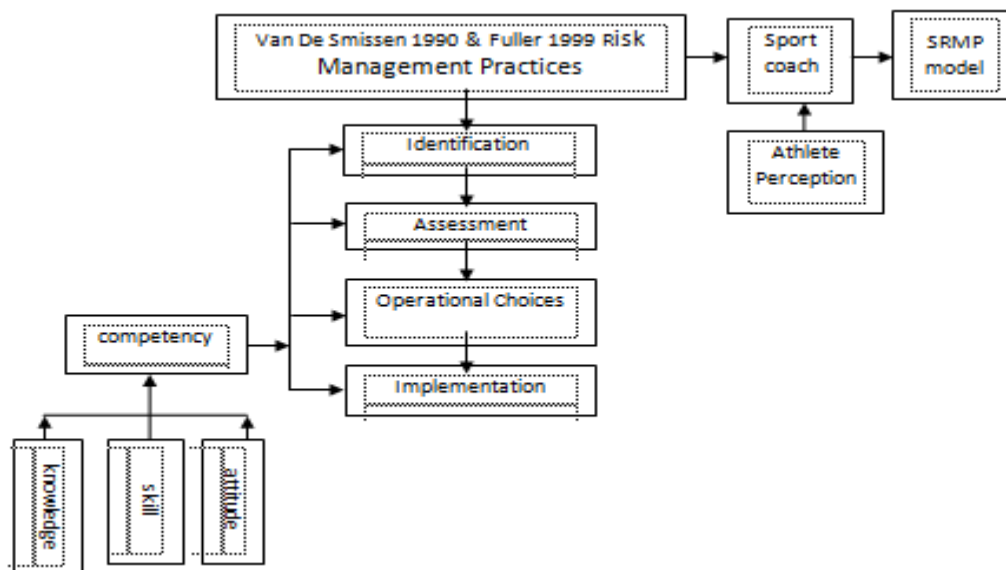 Van De Smissen 1990 & Fuller 1999 Risk
Management Practices
Sport
coach
SRMP
model
Identification
Athlete
Perception
Assessment
Operational Choices
competency
Implementation
knowledge
skill
attitude